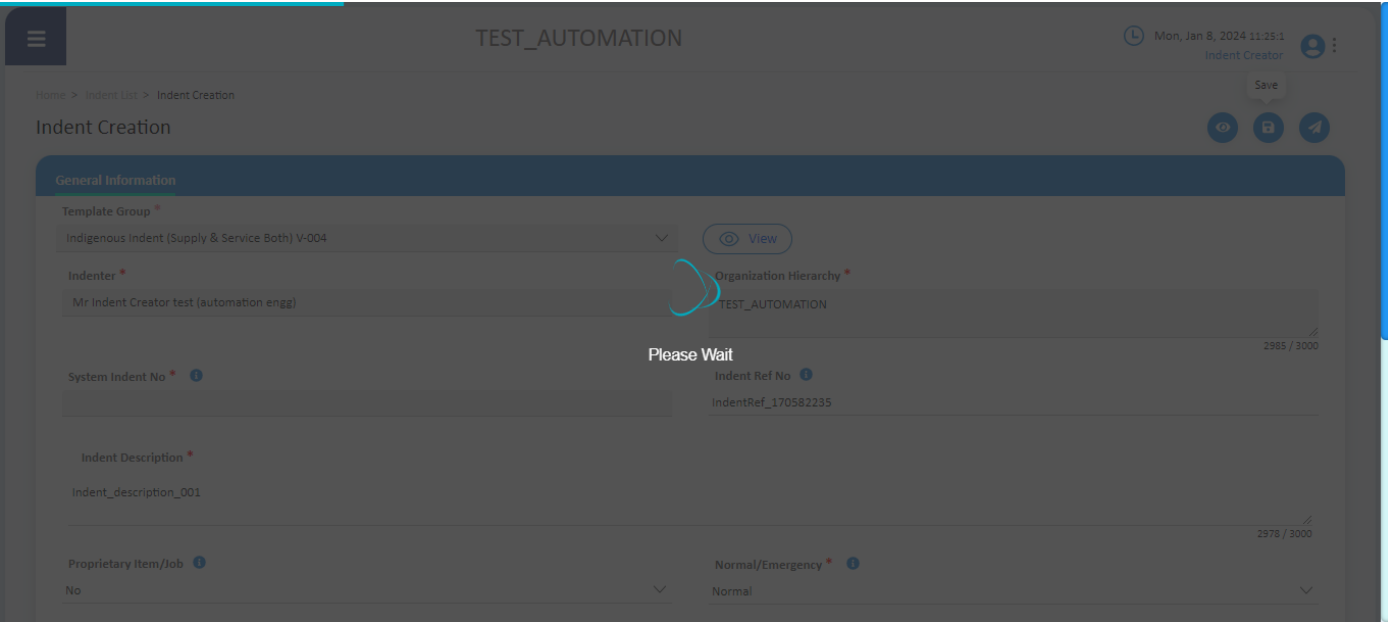 TEST_AUTOMATION
Mon, Jan 8, 2024 11:25:1
Indent Creator
Home > Indent List > Indent Creation
Save
Indent Creation
General Information
Template Group *
Indigenous Indent (Supply & Service Both) V-004
View
Indenter *
Organization Hierarchy *
Mr Indent Creator test (automation engg)
TEST_AUTOMATION
2985 / 3000
Please Wait
System Indent No *
Indent Ref No
IndentRef_170582235
Indent Description *
Indent_description_001
2978 / 3000
Proprietary Item/Job
Normal/Emergency *
No
Normal